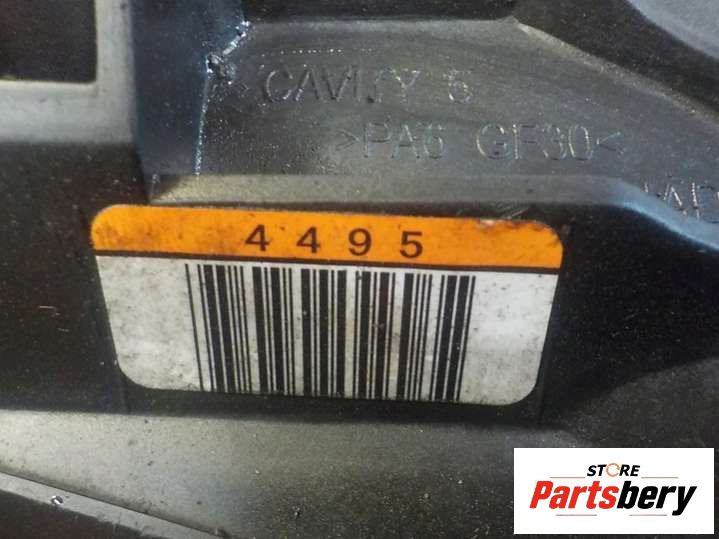 CAVITY 5
>PA6 GF30<
4495
STORE
Partsbery